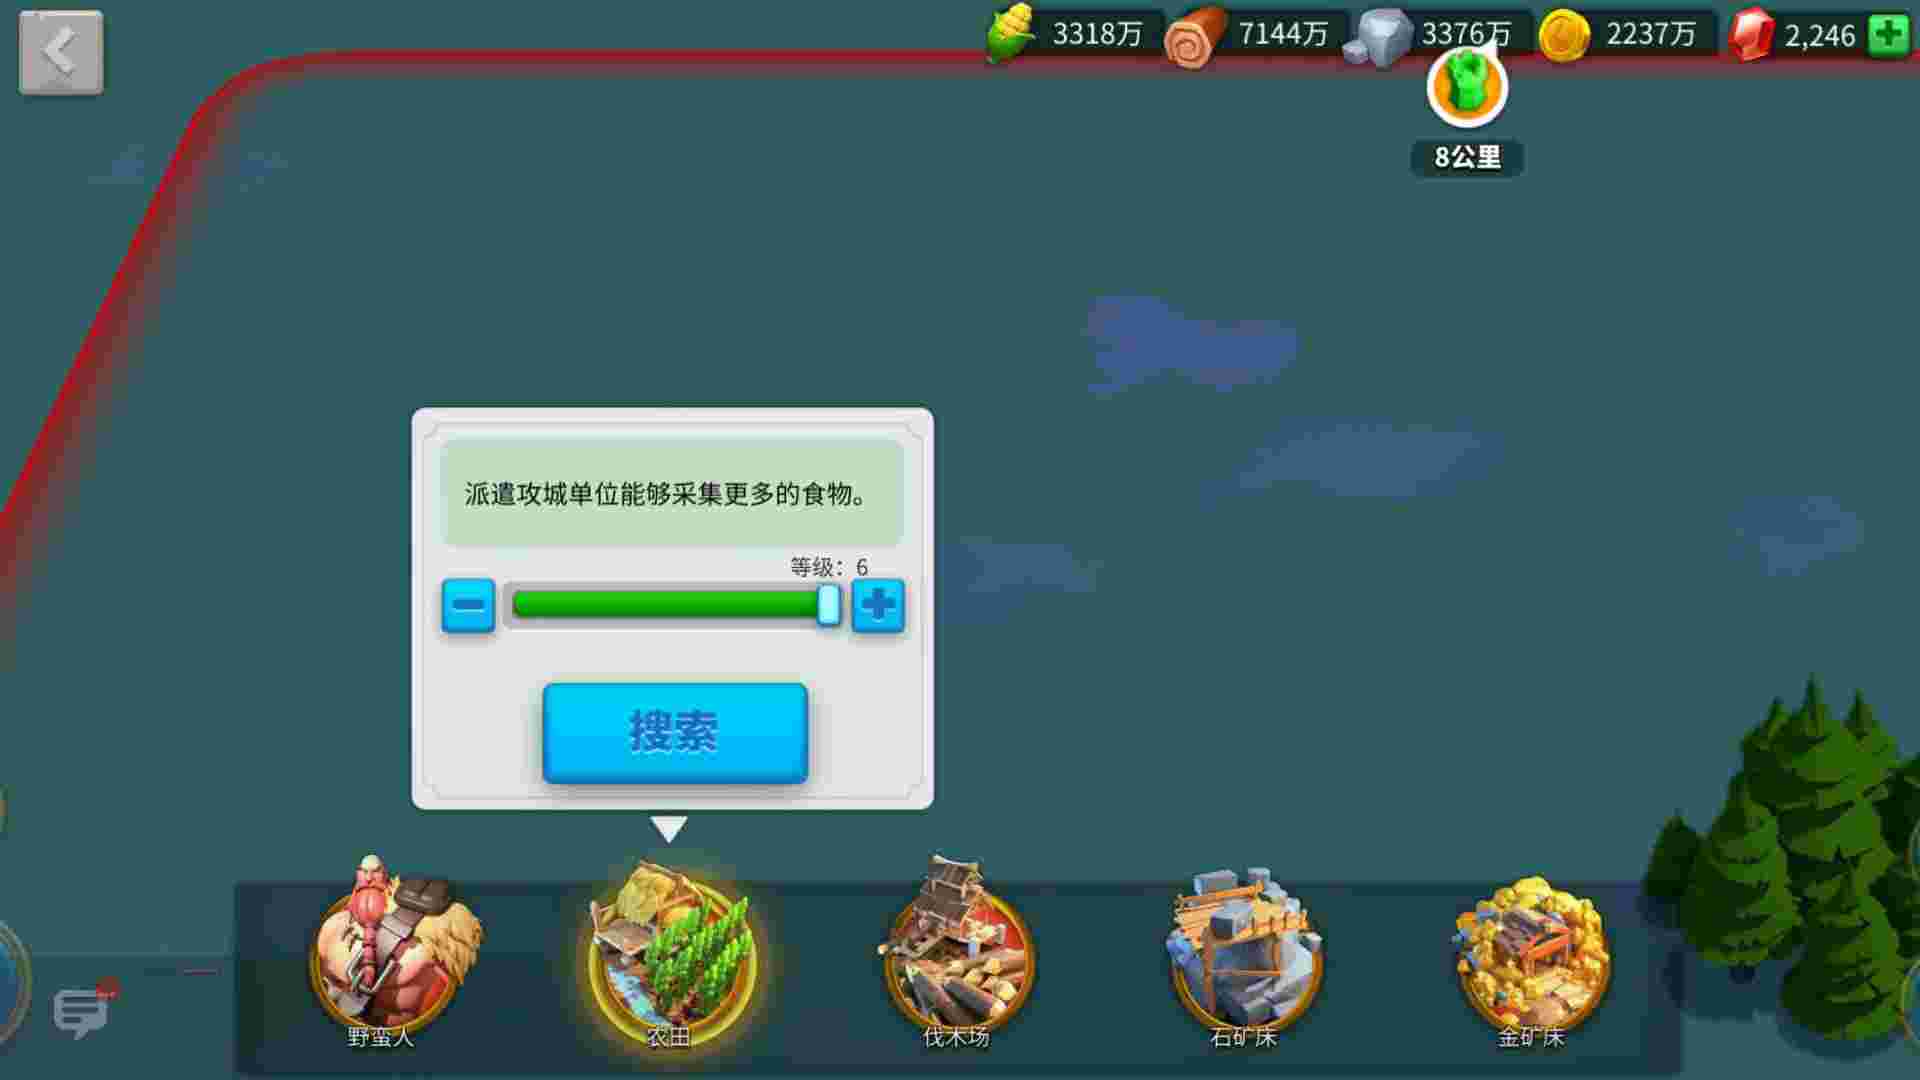 3318万
7144万
3376万
2237万
2,246
8公里
派遣攻城单位能够采集更多的食物。
等级：6
搜索
野蛮人
农田
伐木场
石矿床
金矿床